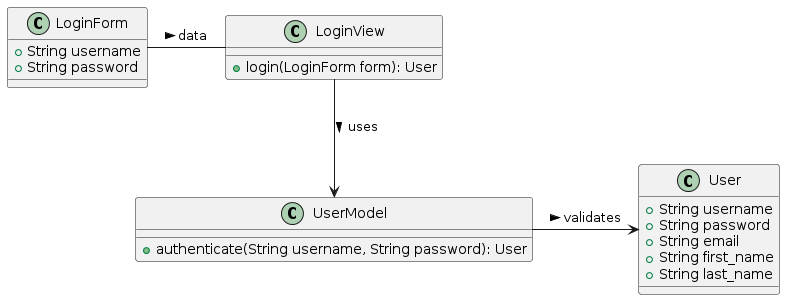 C LoginForm
+ String username
+ String password
data
C LoginView
+ login(LoginForm form): User
uses
C UserModel
+ authenticate(String username, String password): User
validates
C User
+ String username
+ String password
+ String email
+ String first_name
+ String last_name